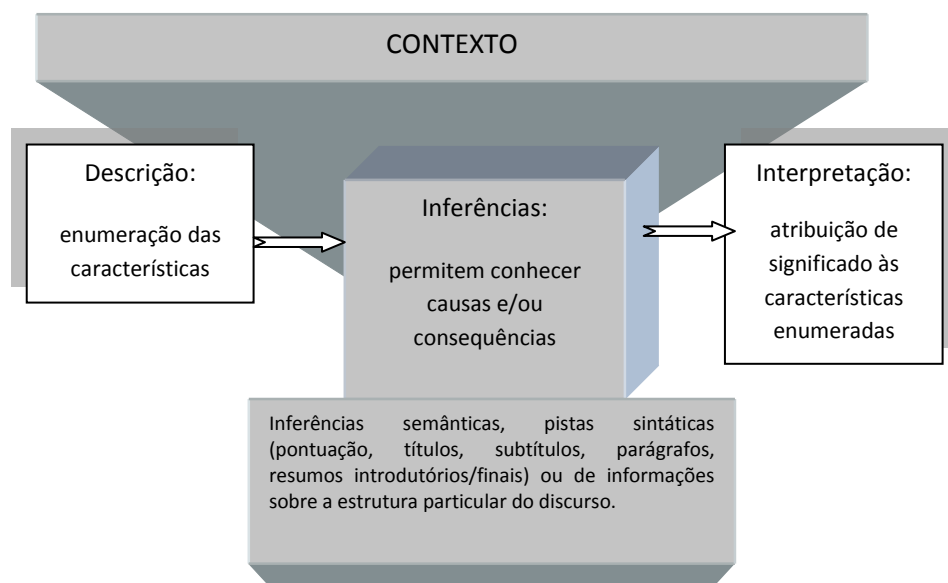 CONTEXTO
Descrição:
enumeração das
características
Inferências:
permitem conhecer
causas e/ou
consequências
Interpretação:
atribuição de
significado às
características
enumeradas
Inferências semânticas, pistas sintáticas
(pontuação, títulos, subtítulos, parágrafos,
resumos introdutórios/finais) ou de informações
sobre a estrutura particular do discurso.